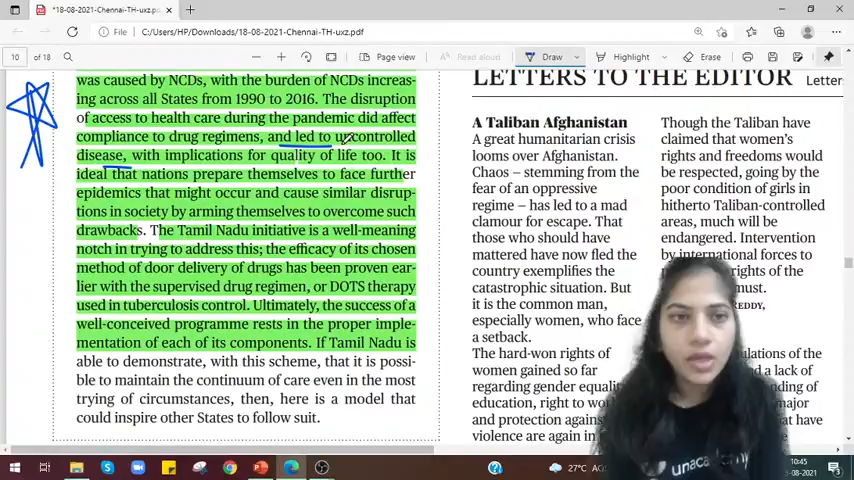 *18-08-2021-Chennai-TH-uxz.pdf
File
C:/Users/HP/Downloads/18-08-2021-Chennai-TH-uxz.pdf
10
of 18
Page view
Read aloud
Draw
Highlight
Erase
was caused by NCDs, with the burden of NCDs increas-
ing across all States from 1990 to 2016. The disruption
of access to health care during the pandemic did affect
compliance to drug regimens, and led to uncontrolled
disease, with implications for quality of life too. It is
ideal that nations prepare themselves to face further
epidemics that might occur and cause similar disrup-
tions in society by arming themselves to overcome such
drawbacks. The Tamil Nadu initiative is a well-meaning
notch in trying to address this; the efficacy of its chosen
method of door delivery of drugs has been proven ear-
lier with the supervised drug regimen, or DOTS therapy
used in tuberculosis control. Ultimately, the success of a
well-conceived programme rests in the proper imple-
mentation of each of its components. If Tamil Nadu is
able to demonstrate, with this scheme, that it is possi-
ble to maintain the continuum of care even in the most
trying of circumstances, then, here is a model that
could inspire other States to follow suit.
LETTERS TO THE EDITOR
Letters
A Taliban Afghanistan
A great humanitarian crisis
looms over Afghanistan.
Chaos – stemming from the
fear of an oppressive
regime – has led to a mad
clamour for escape. That
those who should have
mattered have now fled the
country exemplifies the
catastrophic situation. But
it is the common man,
especially women, who face
a setback.
The hard-won rights of
women gained so far
regarding gender equality
education, right to
and protection against
violence are again in
Though the Taliban have
claimed that women's
rights and freedoms would
be respected, going by the
poor condition of girls in
hitherto Taliban-controlled
areas, much will be
endangered. Intervention
by international forces to
rights of the
must.
REDDY,
a lack of
of
major
that have
unacademy
27°C
10:45
18-08-2021